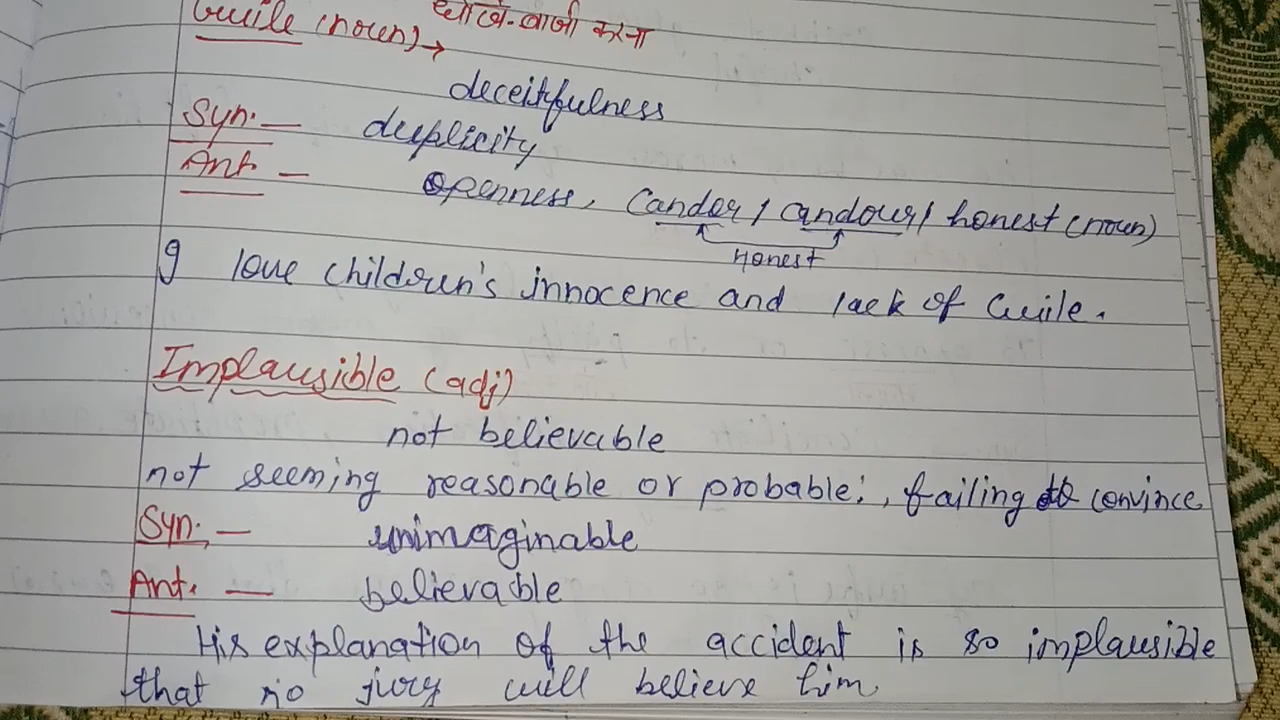 Guile (noun) → धोखे-बाजी करना
deceitfulness
Syn. — duplicity
Ant. — openness, Candor / Candour / honest (noun)
Honest
I love children's innocence and lack of Guile.
Implausible (adj)
not believable
not seeming reasonable or probable; , failing to convince
Syn. — unimaginable
Ant. — believable
His explanation of the accident is so implausible
that no jury will believe him.